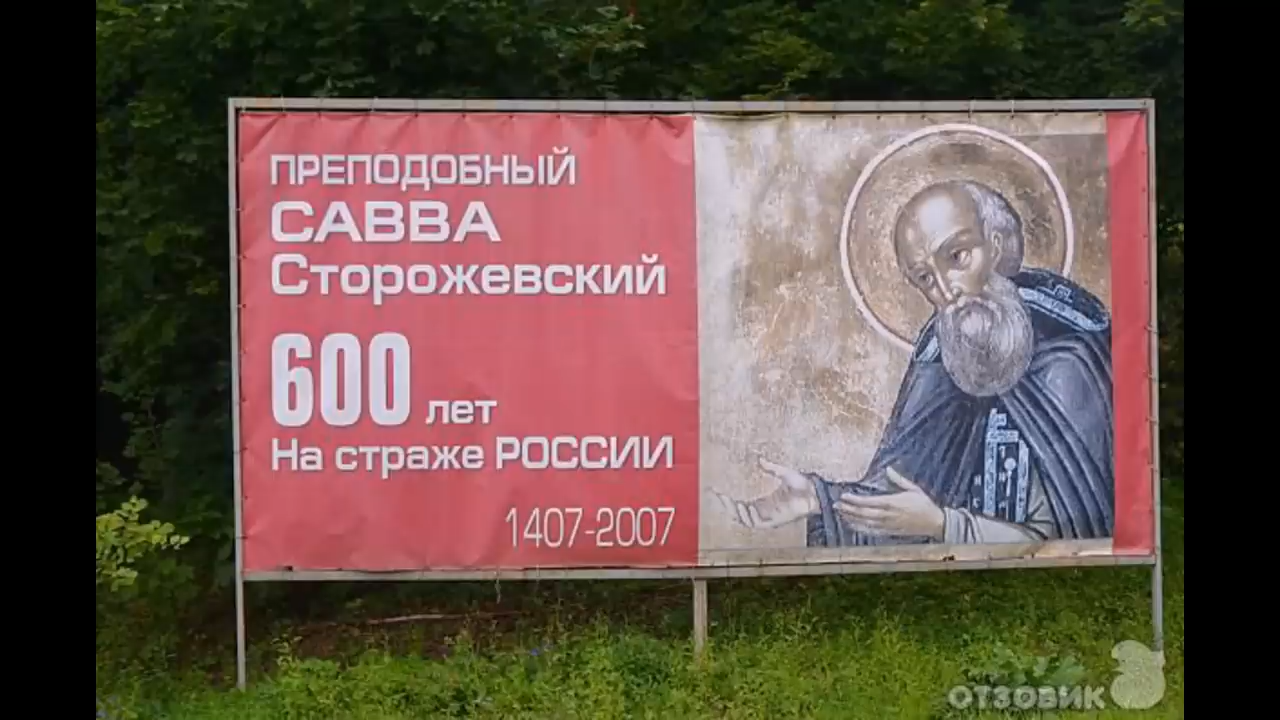 ПРЕПОДОБНЫЙ
САВВА
Сторожевский
600 лет
На страже РОССИИ
1407-2007
ОТЗОВИК